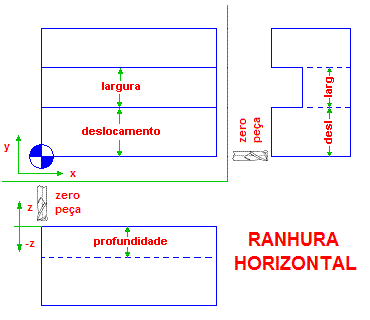 largura
deslocamento
y
x
zero
peça
desl
larg
zero
peça
z
-z
profundidade
RANHURA
HORIZONTAL